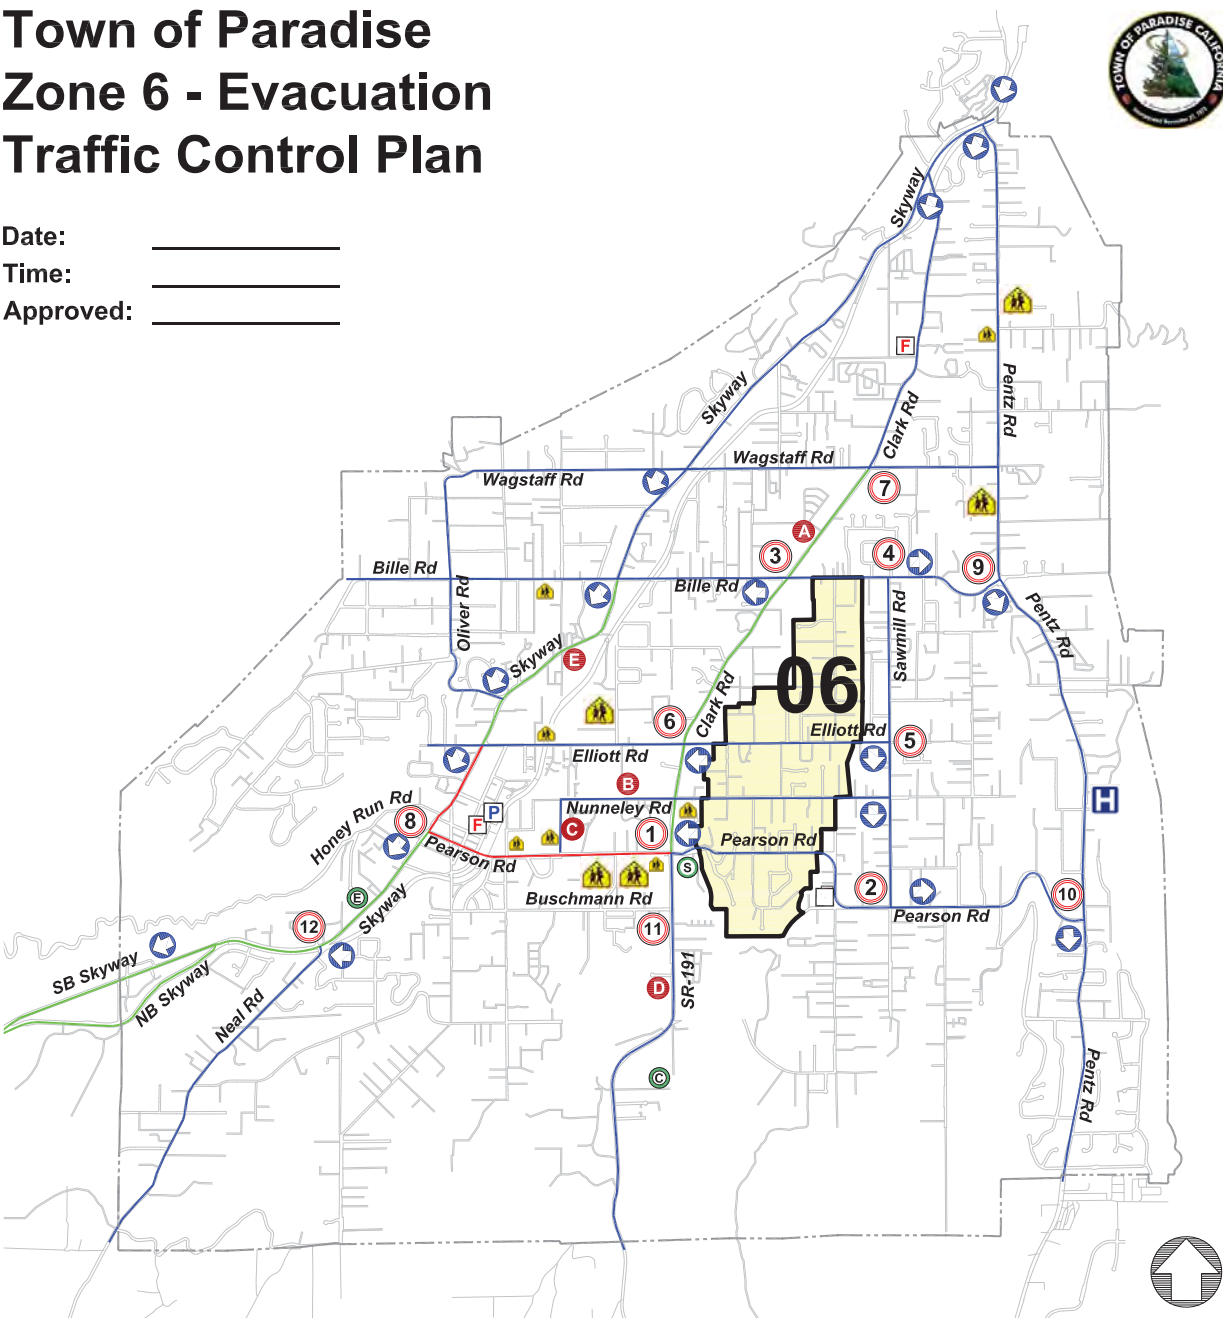 Town of Paradise
Zone 6 - Evacuation
Traffic Control Plan
TOWN OF PARADISE CALIFORNIA
Date:
Time:
Approved:
Skyway
F
Pentz Rd
Skyway
Clark Rd
Wagstaff Rd
Wagstaff Rd
7
A
3
4
9
Bille Rd
Bille Rd
Oliver Rd
Sawmill Rd
Pentz Rd
Skyway
E
06
Clark Rd
6
Elliott Rd
5
Elliott Rd
B
H
Honey Run Rd
Nunneley Rd
P
F
8
C
1
Pearson Rd
Pearson Rd
S
2
10
E
Buschmann Rd
Skyway
Pearson Rd
12
11
SB Skyway
NB Skyway
SR-191
D
Neal Rd
C
Pentz Rd